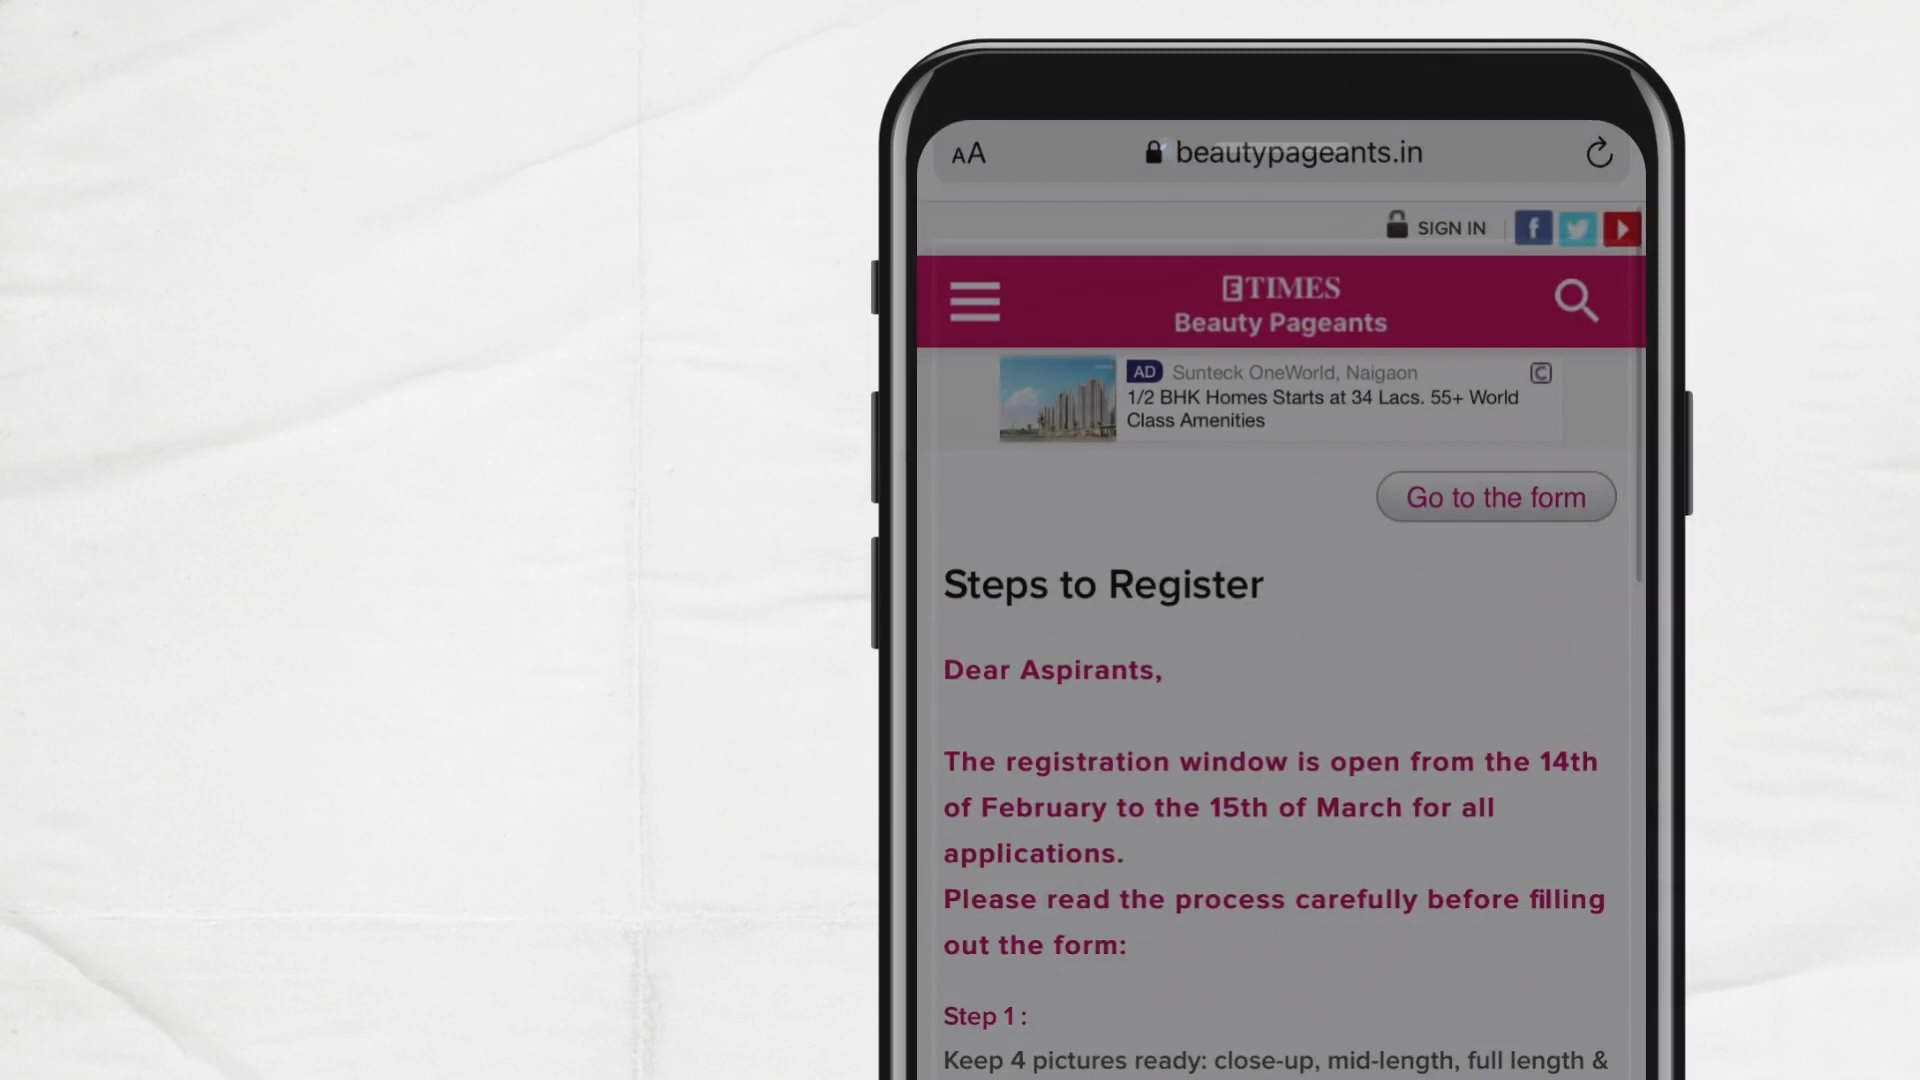 AA beautypageants.in
SIGN IN f
ETIMES
Beauty Pageants
AD Sunteck OneWorld, Naigaon C
1/2 BHK Homes Starts at 34 Lacs. 55+ World
Class Amenities
Go to the form
Steps to Register
Dear Aspirants,
The registration window is open from the 14th
of February to the 15th of March for all
applications.
Please read the process carefully before filling
out the form:
Step 1 :
Keep 4 pictures ready: close-up, mid-length, full length &